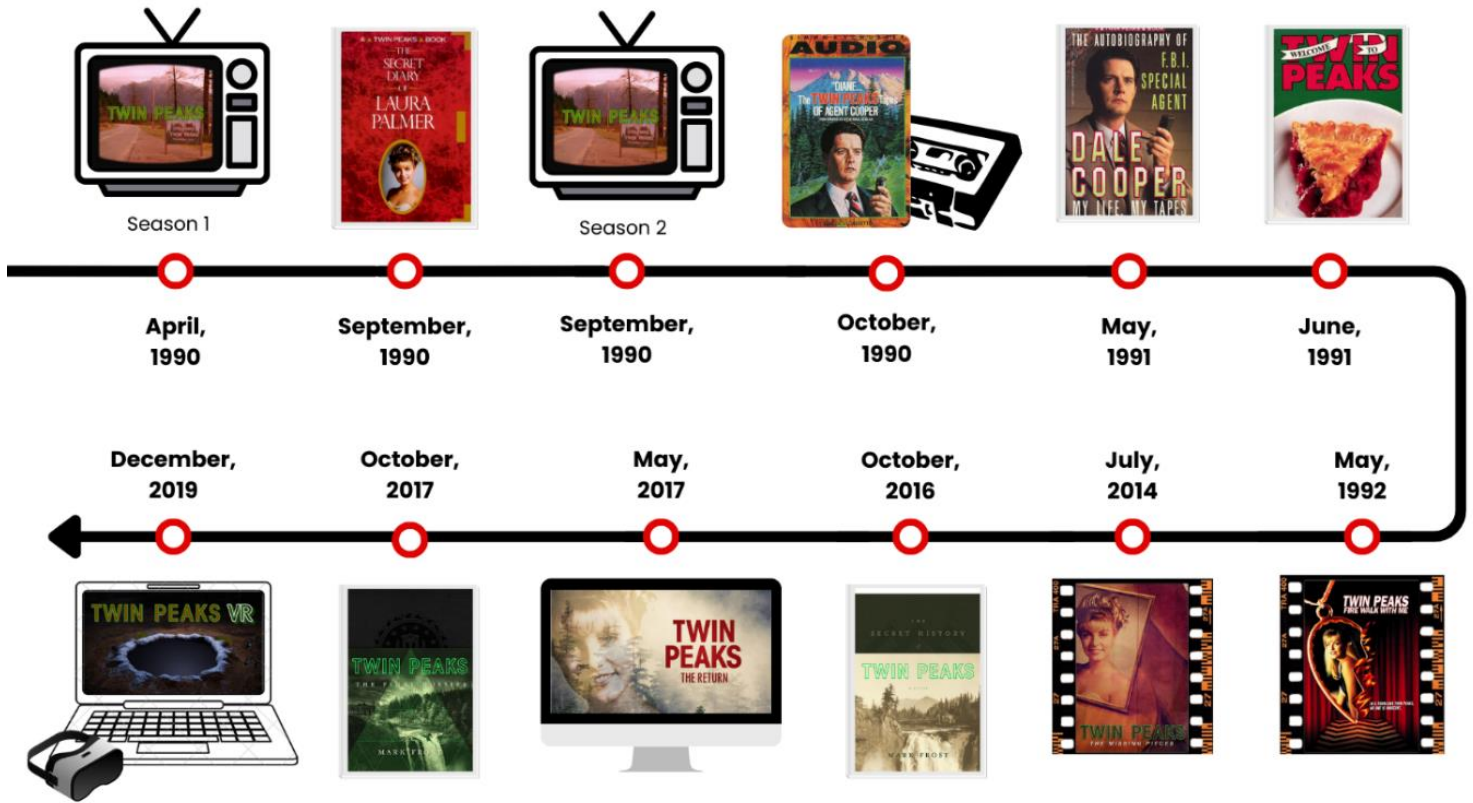 TWIN PEAKS
A TWIN PEAKS BOOK
THE
SECRET
DIARY
OF
LAURA
PALMER
TWIN PEAKS
AUDIO
"DIANE...
The TWIN PEAKS Tapes
OF AGENT COOPER
THE AUTOBIOGRAPHY OF
F.B.I.
SPECIAL
AGENT
DALE
COOPER
MY LIFE, MY TAPES
WELCOME TO
TWIN
PEAKS
Season 1
Season 2
April,
1990
September,
1990
September,
1990
October,
1990
May,
1991
June,
1991
December,
2019
October,
2017
May,
2017
October,
2016
July,
2014
May,
1992
TWIN PEAKS VR
TWIN PEAKS
THE FINAL DOSSIER
MARK FROST
TWIN
PEAKS
THE RETURN
THE
SECRET HISTORY
OF
TWIN PEAKS
MARK FROST
TWIN PEAKS
THE MISSING PIECES
TWIN PEAKS
FIRE WALK WITH ME